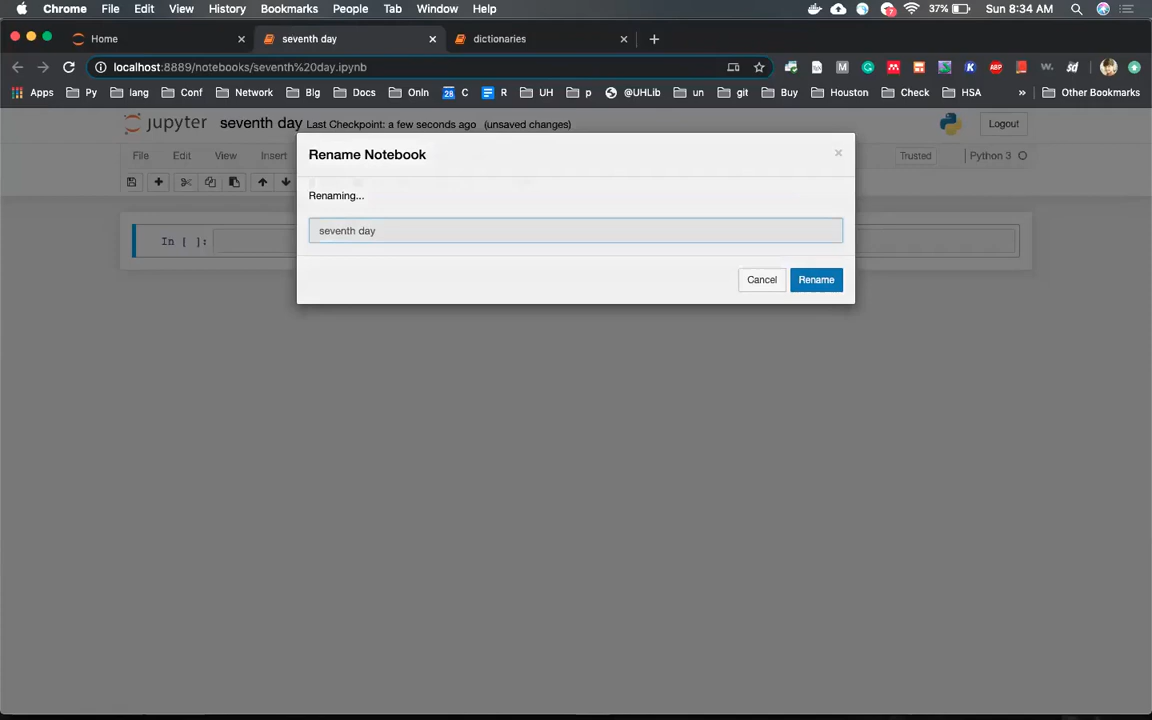 Chrome File Edit View History Bookmarks People Tab Window Help 7 37% Sun 8:34 AM
Home seventh day dictionaries
localhost:8889/notebooks/seventh%20day.ipynb
Apps Py lang Conf Network BIg Docs OnIn 28 C R UH p @UHLib un git Buy Houston Check HSA » Other Bookmarks
jupyter seventh day Last Checkpoint: a few seconds ago (unsaved changes) Logout
File Edit View Insert Trusted Python 3
Rename Notebook
Renaming...
seventh day
In [ ]:
Cancel Rename